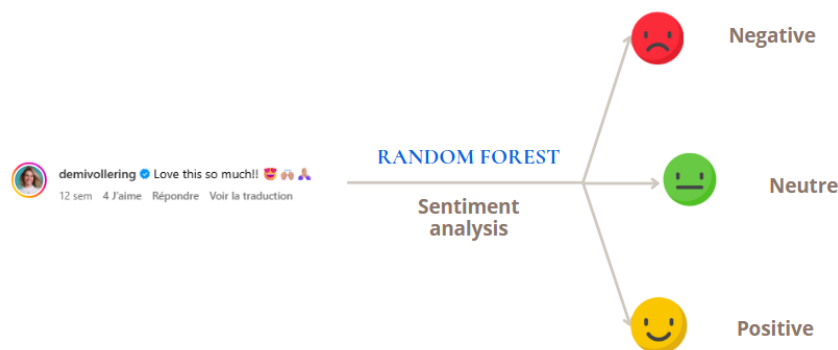 Negative
RANDOM FOREST
demivollering Love this so much!! 😍🙌🏻🙏🏼
12 sem 4 J'aime Répondre Voir la traduction
Neutre
Sentiment
analysis
Positive